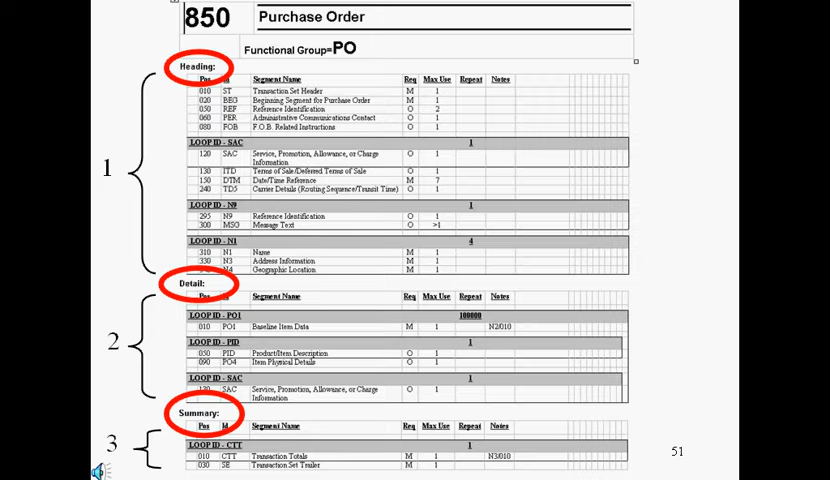 850 Purchase Order
Functional Group=PO
Heading:
Pos Id Segment Name Req Max Use Repeat Notes
010 ST Transaction Set Header M 1
020 BEG Beginning Segment for Purchase Order M 1
050 REF Reference Identification O 2
060 PER Administrative Communications Contact O 1
080 FOB F.O.B. Related Instructions O 1
LOOP ID - SAC 1
120 SAC Service, Promotion, Allowance, or Charge O 1
Information
130 ITD Terms of Sale/Deferred Terms of Sale O 1
150 DTM Date/Time Reference M 7
240 TD5 Carrier Details (Routing Sequence/Transit Time) O 1
LOOP ID - N9 1
295 N9 Reference Identification O 1
300 MSG Message Text O >1
LOOP ID - N1 4
310 N1 Name M 1
330 N3 Address Information M 1
N4 Geographic Location M 1
1
Detail:
Pos Segment Name Req Max Use Repeat Notes
LOOP ID - PO1 100000
010 PO1 Baseline Item Data M 1 N2/010
LOOP ID - PID 1
050 PID Product/Item Description O 1
090 PO4 Item Physical Details O 1
LOOP ID - SAC 1
130 SAC Service, Promotion, Allowance, or Charge O 1
Information
2
Summary:
Pos Id Segment Name Req Max Use Repeat Notes
LOOP ID - CTT 1
010 CTT Transaction Totals M 1 N3/010
030 SE Transaction Set Trailer M 1
3
51